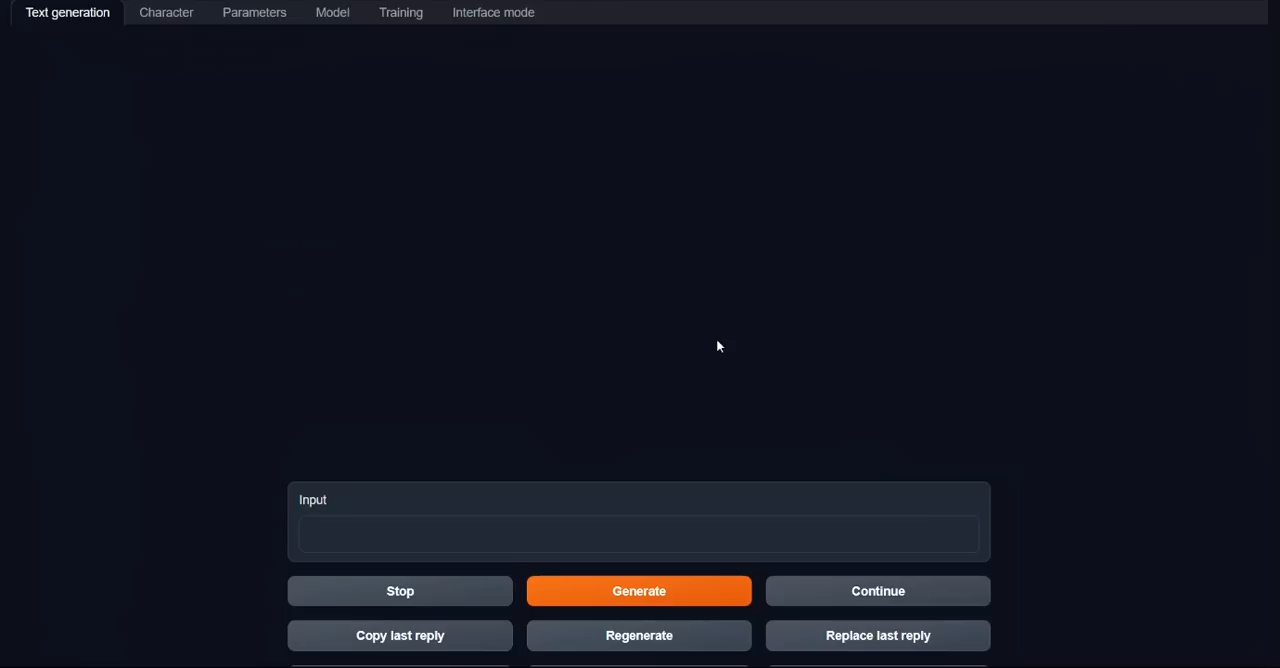 Text generation Character Parameters Model Training Interface mode
Input
Stop Generate Continue
Copy last reply Regenerate Replace last reply